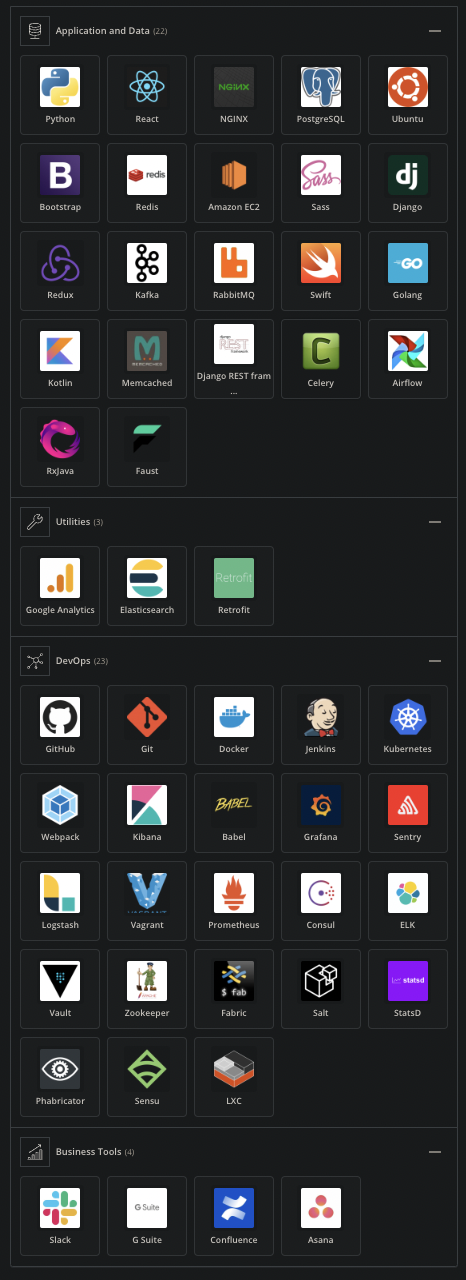 Application and Data (22)
Python
React
NGINX
NGINX
PostgreSQL
Ubuntu
B
redis
Sass
dj
Bootstrap
Redis
Amazon EC2
Sass
Django
GO
Redux
Kafka
RabbitMQ
Swift
Golang
M
MEMCACHED
django
REST
framework
C
Kotlin
Memcached
Django REST fram
...
Celery
Airflow
RxJava
Faust
Utilities (3)
Retrofit
Google Analytics
Elasticsearch
Retrofit
DevOps (23)
GitHub
Git
Docker
Jenkins
Kubernetes
BABEL
Webpack
Kibana
Babel
Grafana
Sentry
VAGRANT
Logstash
Vagrant
Prometheus
Consul
ELK
$ fab
statsd
Vault
Zookeeper
Fabric
Salt
StatsD
Phabricator
Sensu
LXC
Business Tools (4)
G Suite
Slack
G Suite
Confluence
Asana